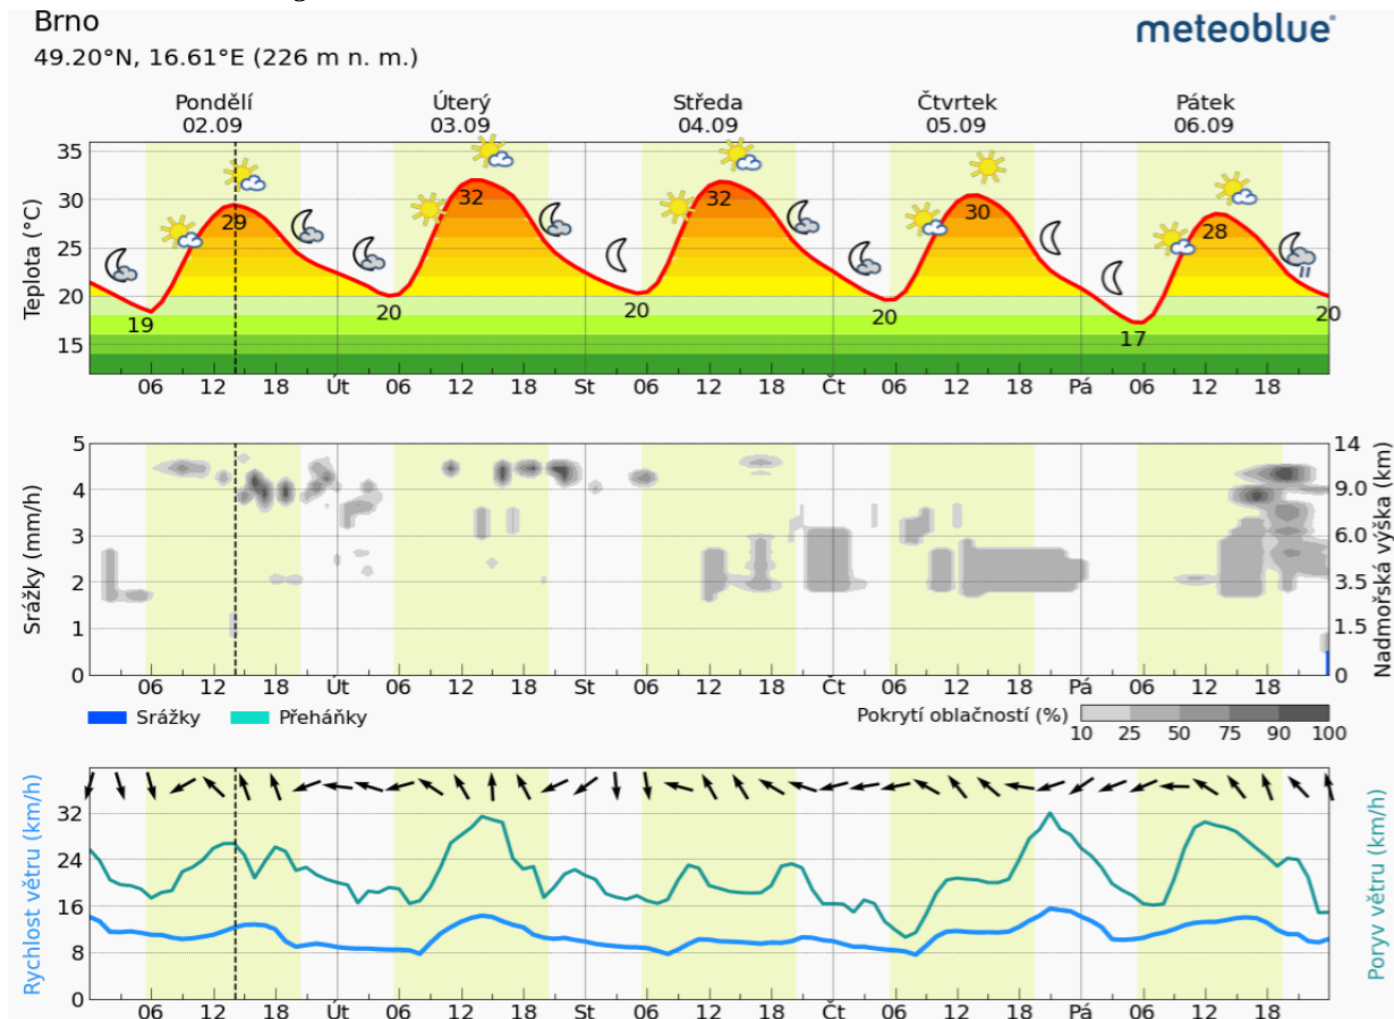 Brno
meteoblue
49.20°N, 16.61°E (226 m n. m.)
Pondělí Úterý Středa Čtvrtek Pátek
02.09 03.09 04.09 05.09 06.09
Teplota (°C)
35
30
25
20
15
29 32 32 30 28
19 20 20 20 17 20
06 12 18 Út 06 12 18 St 06 12 18 Čt 06 12 18 Pá 06 12 18
Srážky (mm/h)
5
4
3
2
1
0
14
9.0
6.0
3.5
1.5
0
Nadmořská výška (km)
06 12 18 Út 06 12 18 St 06 12 18 Čt 06 12 18 Pá 06 12 18
Srážky Přeháňky Pokrytí oblačností (%)
10 25 50 75 90 100
Rychlost větru (km/h)
32
24
16
8
0
Poryv větru (km/h)
06 12 18 Út 06 12 18 St 06 12 18 Čt 06 12 18 Pá 06 12 18